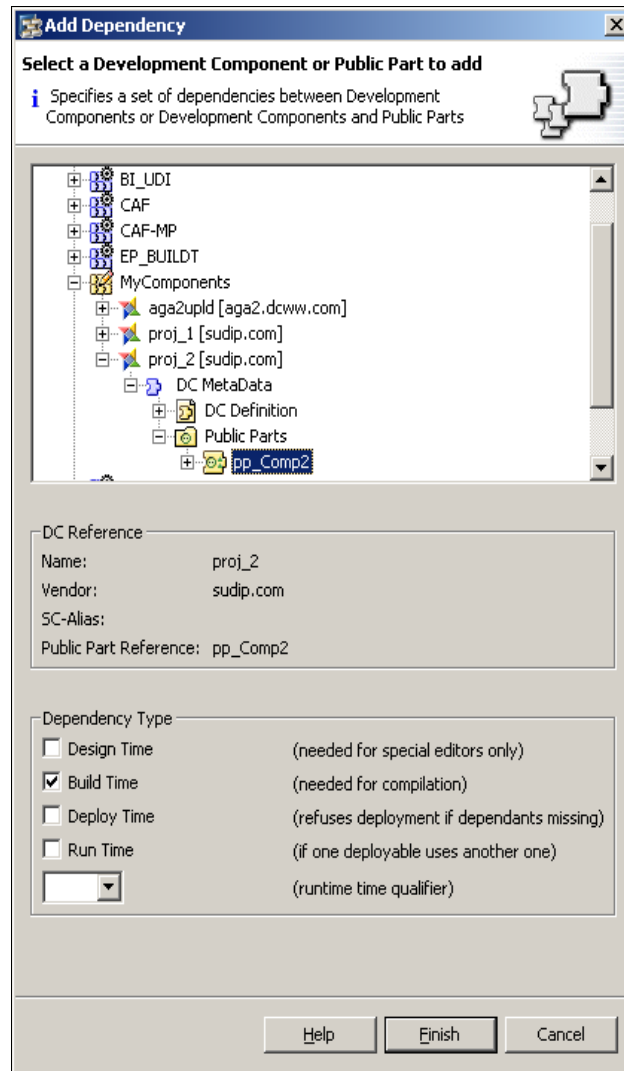 Add Dependency
Select a Development Component or Public Part to add
Specifies a set of dependencies between Development
Components or Development Components and Public Parts
BI_UDI
CAF
CAF-MP
EP_BUILDT
MyComponents
aga2upld [aga2.dcww.com]
proj_1 [sudip.com]
proj_2 [sudip.com]
DC MetaData
DC Definition
Public Parts
pp_Comp2
DC Reference
Name: proj_2
Vendor: sudip.com
SC-Alias:
Public Part Reference: pp_Comp2
Dependency Type
Design Time (needed for special editors only)
Build Time (needed for compilation)
Deploy Time (refuses deployment if dependants missing)
Run Time (if one deployable uses another one)
(runtime time qualifier)
Help Finish Cancel